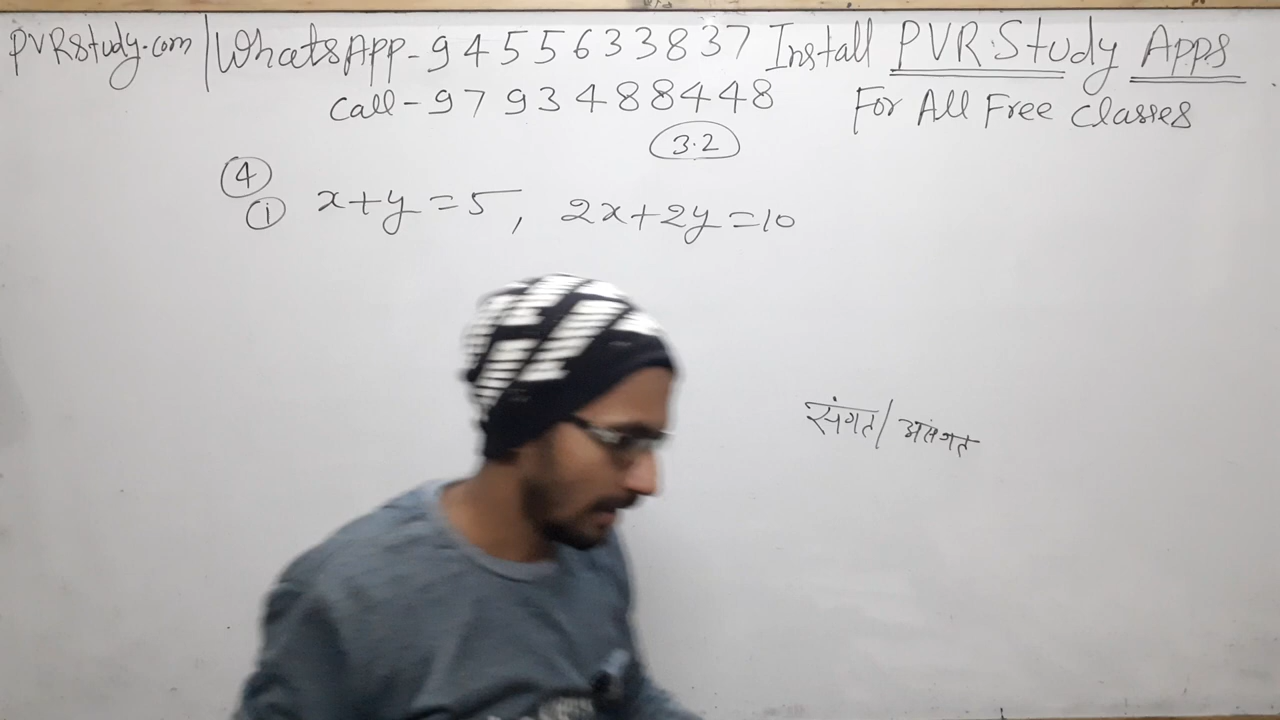 PVRStudy.com | WhatsApp - 9455633837 Install PVR Study Apps
Call - 9793488448 For All Free Classes
3.2
4
i x+y=5, 2x+2y=10
संगत/असंगत